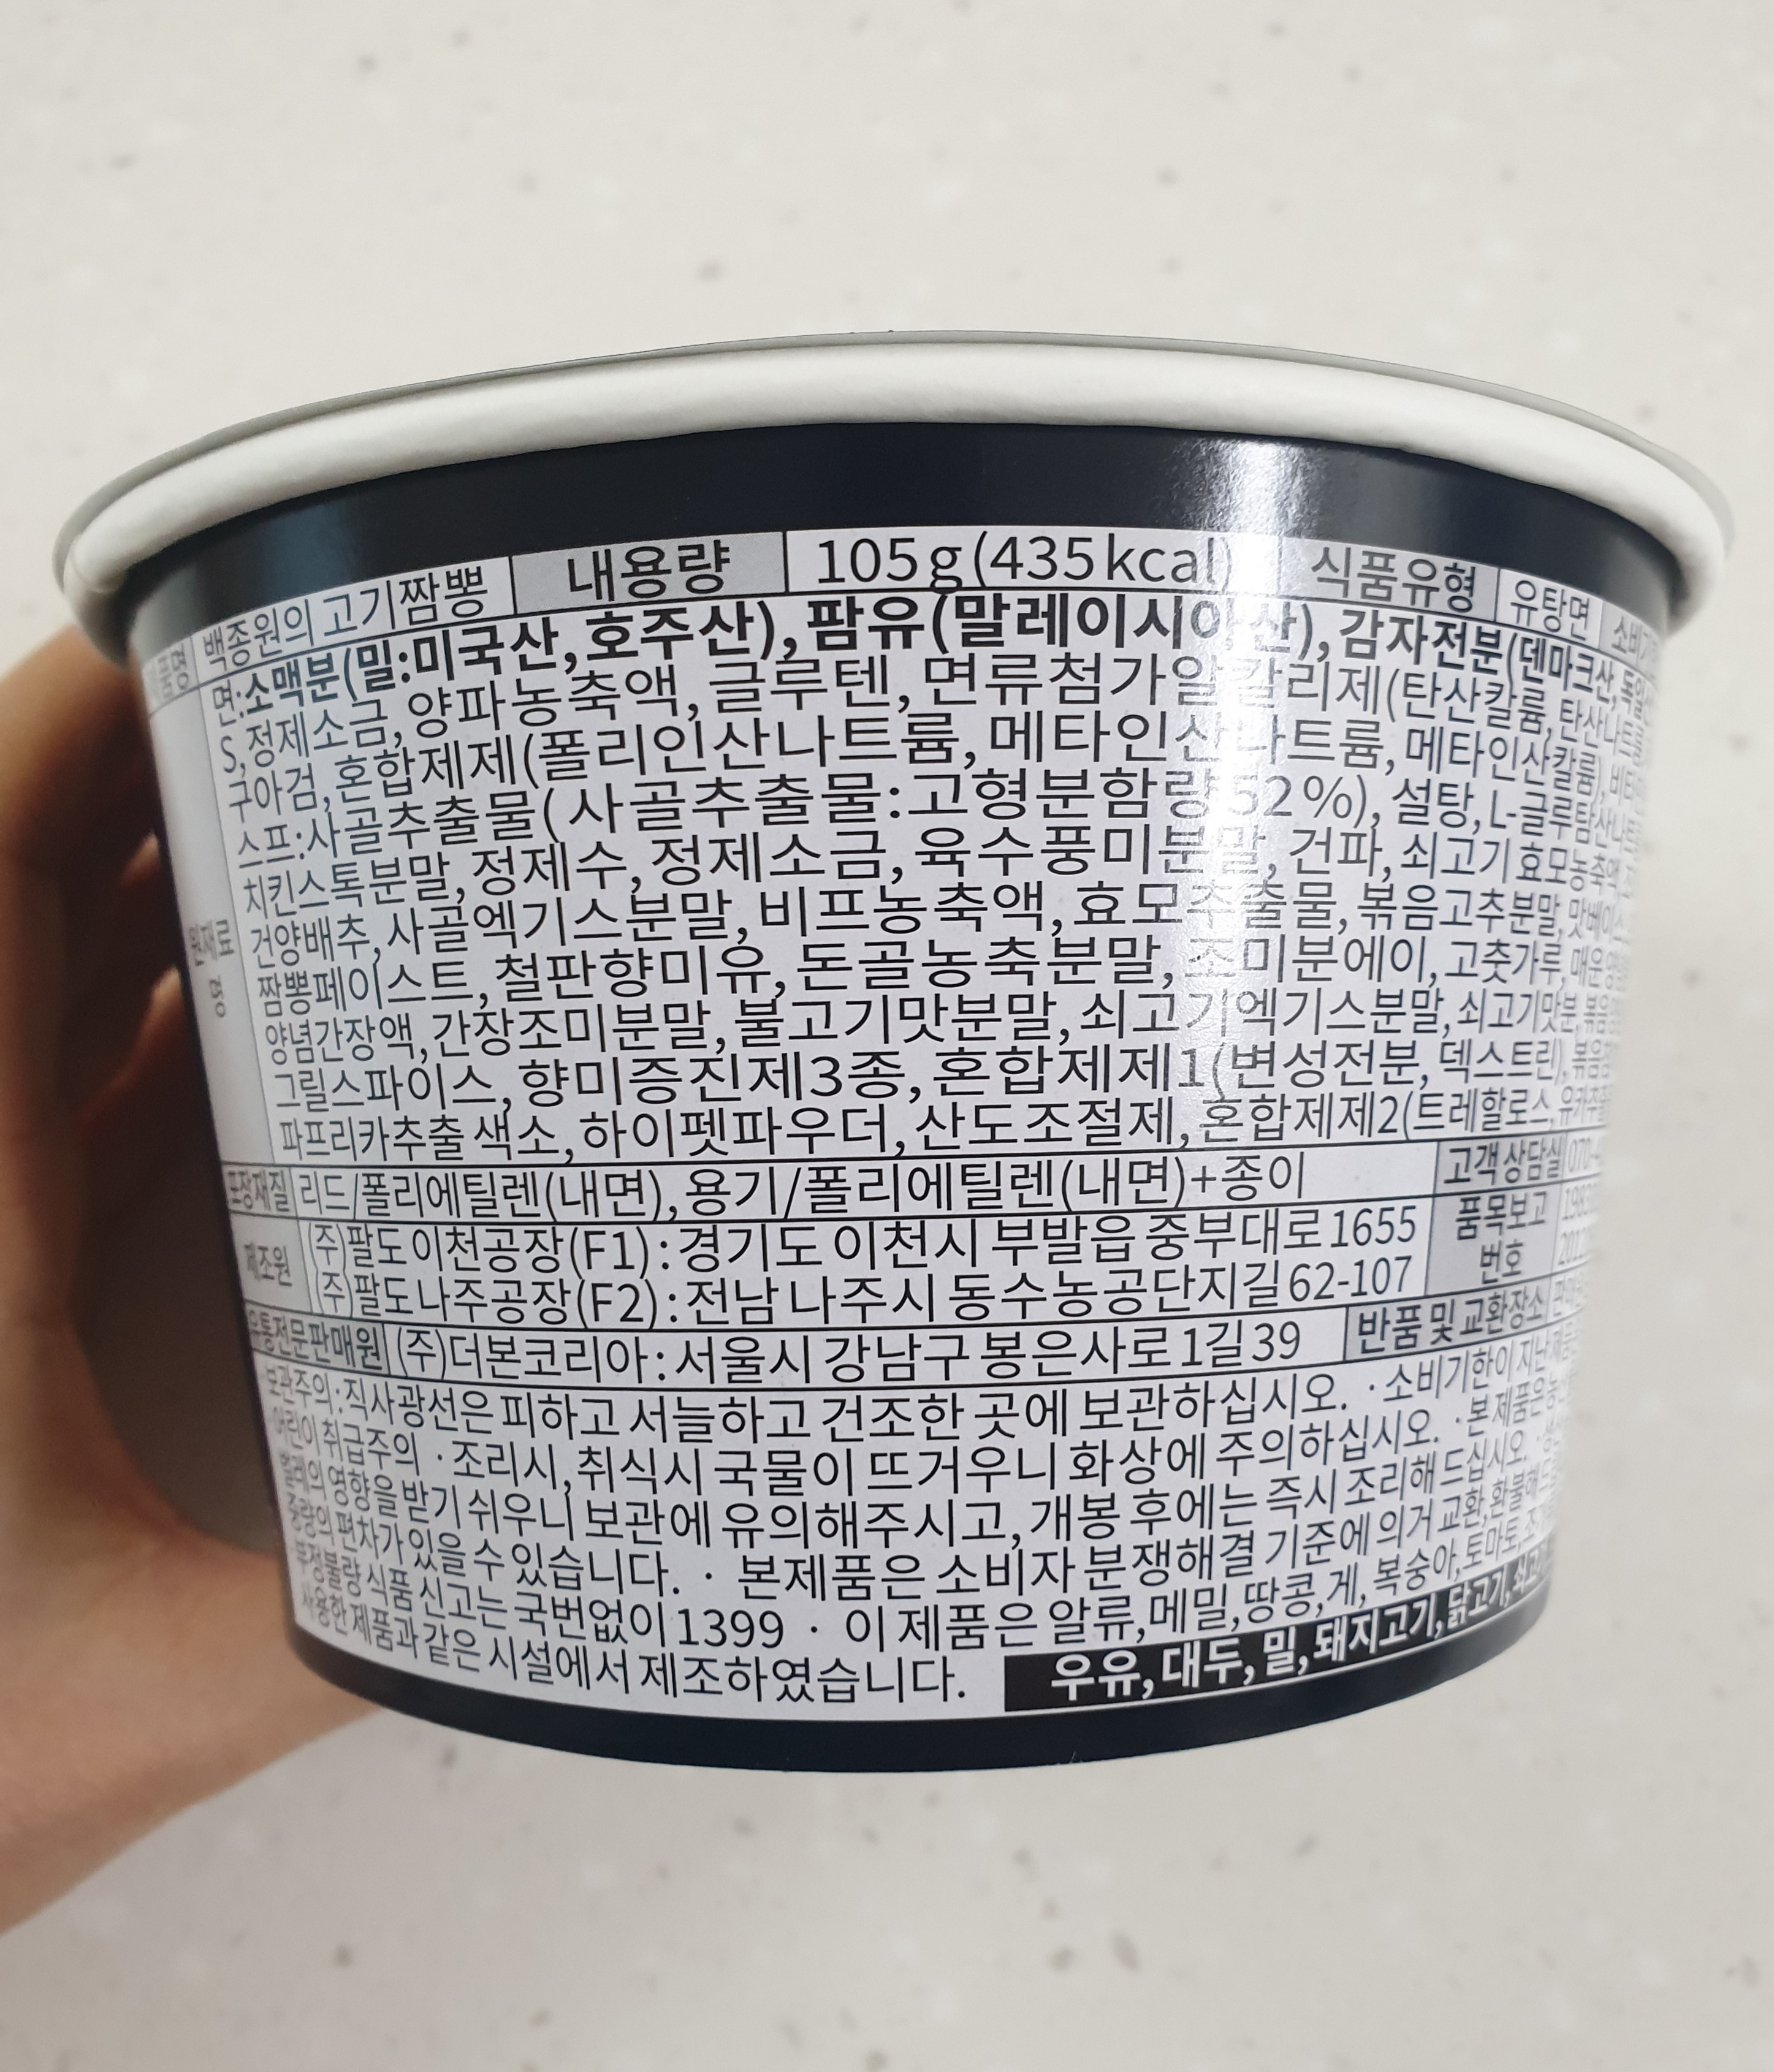 백종원의 고기짬뽕 내용량 105g(435kcal) 식품유형 유탕면
면:소맥분(밀:미국산,호주산),팜유(말레이시아산),감자전분(덴마크산,독일
S,정제소금,양파농축액,글루텐,면류첨가알칼리제(탄산칼륨,탄산나트륨
구아검,혼합제제(폴리인산나트륨,메타인산나트륨,메타인산칼륨),비타
스프:사골추출물(사골추출물:고형분함량52%),설탕,L-글루탐산나트
치킨스톡분말,정제수,정제소금,육수풍미분말,건파,쇠고기효모농축액
원재료명
건양배추,사골엑기스분말,비프농축액,효모추출물,볶음고추분말,맛베이스
짬뽕페이스트,철판향미유,돈골농축분말,조미분에이,고춧가루,매운
양념간장액,간장조미분말,불고기맛분말,쇠고기엑기스분말,쇠고기맛분,볶음
그릴스파이스,향미증진제3종,혼합제제1(변성전분,덱스트린),볶음
파프리카추출색소,하이펫파우더,산도조절제,혼합제제2(트레할로스,유카추출
포장재질 리드/폴리에틸렌(내면),용기/폴리에틸렌(내면)+종이 고객상담실
제조원 (주)팔도이천공장(F1):경기도 이천시 부발읍 중부대로 1655 품목보고
(주)팔도나주공장(F2):전남 나주시 동수농공단지길 62-107 번호
유통전문판매원 (주)더본코리아:서울시 강남구 봉은사로 1길 39 반품 및 교환장소
보관주의:직사광선은 피하고 서늘하고 건조한 곳에 보관하십시오. ·소비기한이 지난
어린이 취급주의 ·조리시,취식시 국물이 뜨거우니 화상에 주의하십시오. ·본 제품은
벌레의 영향을 받기 쉬우니 보관에 유의해주시고,개봉 후에는 즉시 조리해 드십시오.
중량의 편차가 있을 수 있습니다. · 본제품은 소비자 분쟁해결 기준에 의거 교환,환불해
부정불량 식품 신고는 국번없이 1399 · 이 제품은 알류,메밀,땅콩,게,복숭아,토마토,
사용한 제품과 같은 시설에서 제조하였습니다. 우유,대두,밀,돼지고기,닭고기,쇠고기